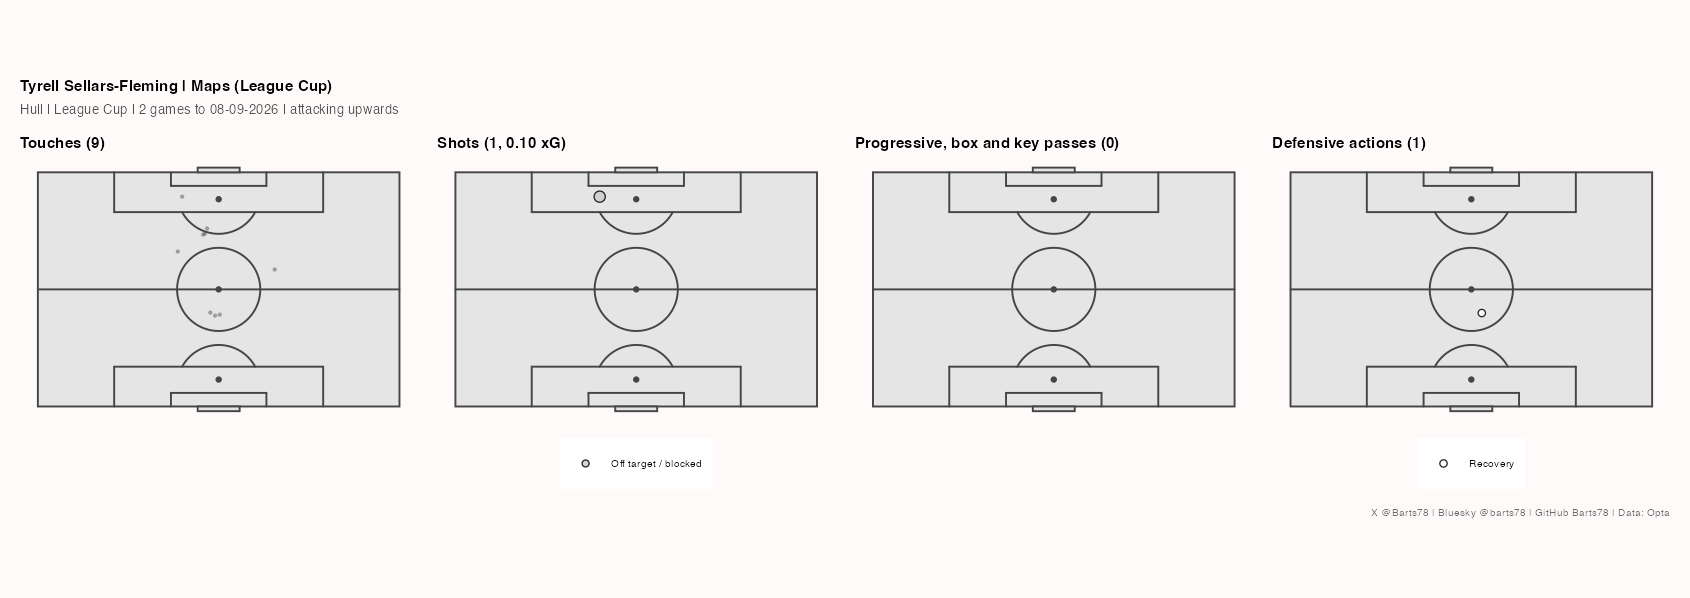 Tyrell Sellars-Fleming | Maps (League Cup)
Hull | League Cup | 2 games to 08-09-2026 | attacking upwards
Touches (9)
Shots (1, 0.10 xG)
Progressive, box and key passes (0)
Defensive actions (1)
Off target / blocked
Recovery
X @Barts78 | Bluesky @barts78 | GitHub Barts78 | Data: Opta